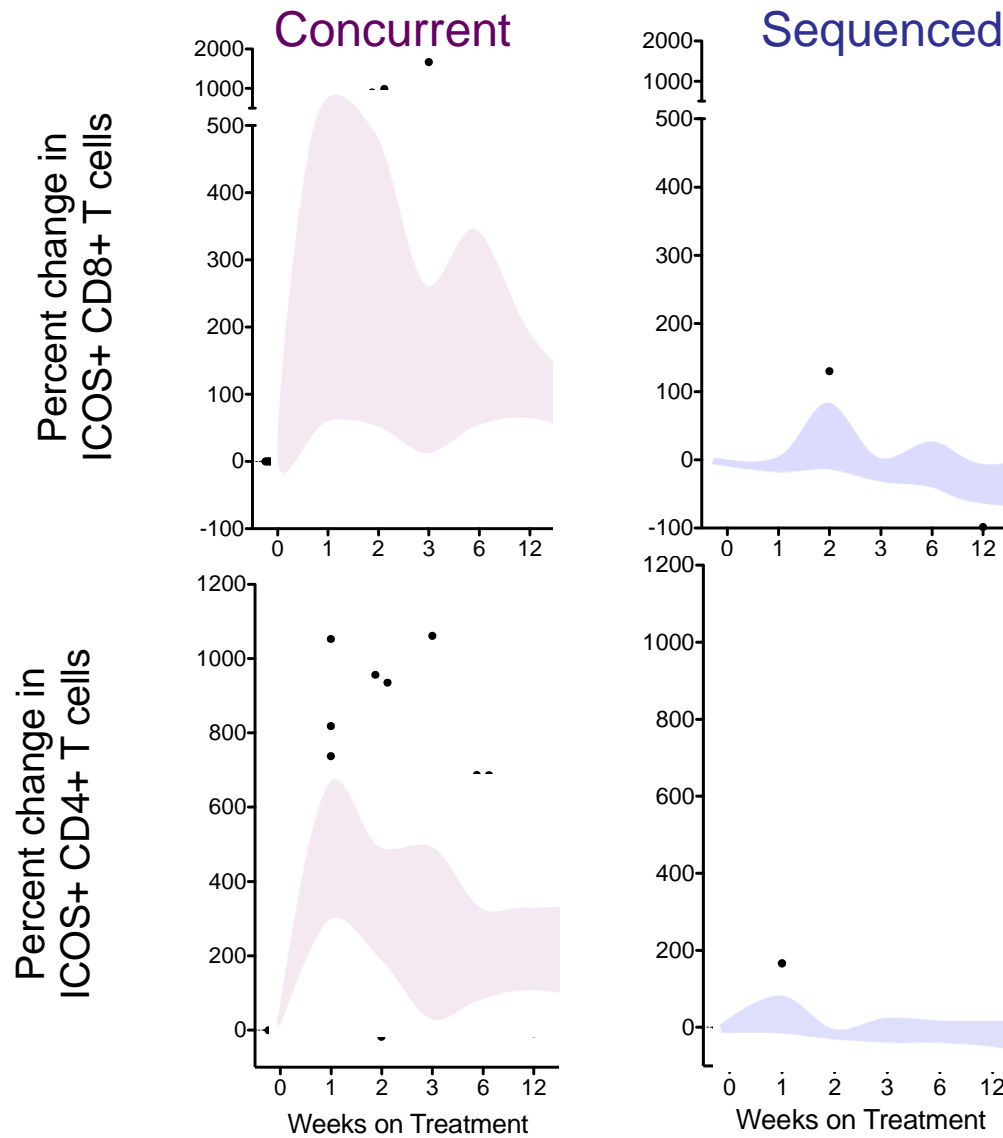 Concurrent
Sequenced
Percent change in
ICOS+ CD8+ T cells
2000
1000
500
400
300
200
100
0
-100
0 1 2 3 6 12
2000
1000
500
400
300
200
100
0
-100
0 1 2 3 6 12
Percent change in
ICOS+ CD4+ T cells
1200
1000
800
600
400
200
0
0 1 2 3 6 12
Weeks on Treatment
1200
1000
800
600
400
200
0
0 1 2 3 6 12
Weeks on Treatment